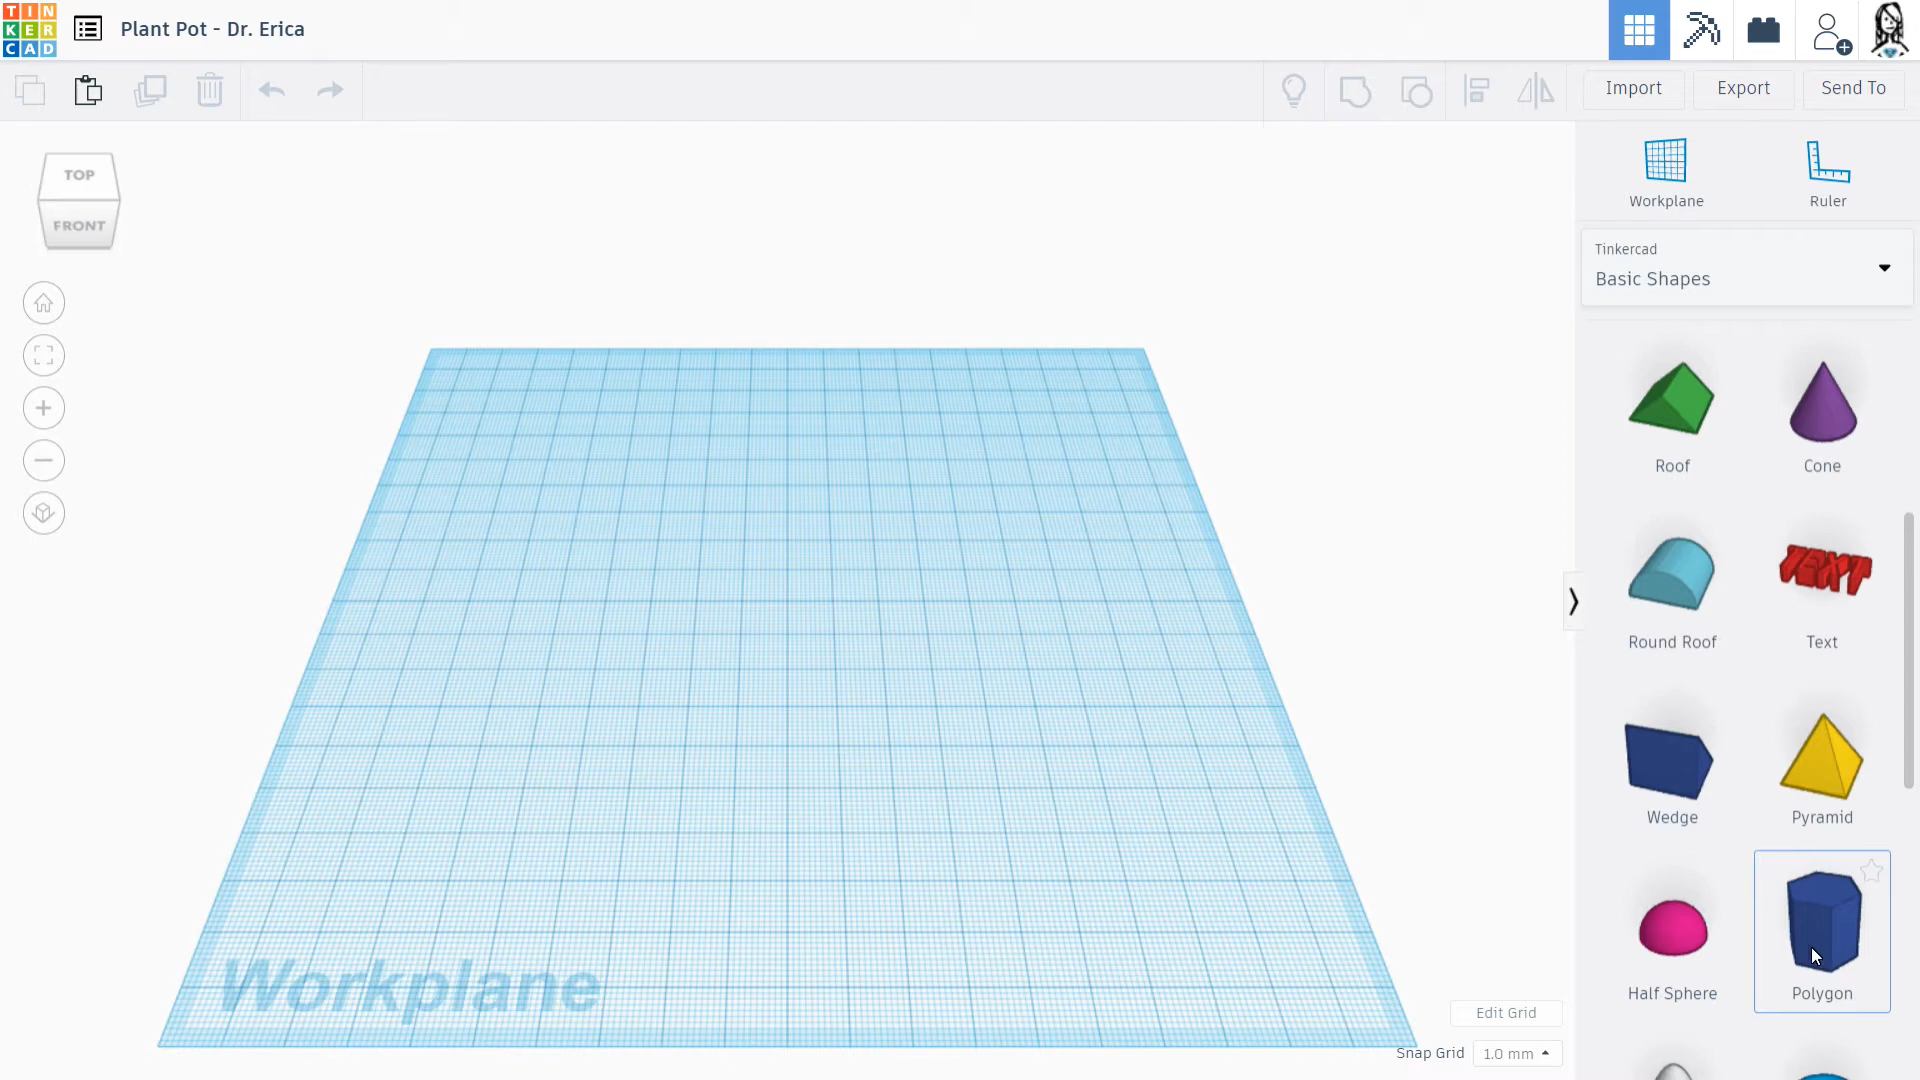 TIN
KER
CAD
Plant Pot - Dr. Erica
Import
Export
Send To
TOP
FRONT
Workplane
Ruler
Tinkercad
Basic Shapes
Roof
Cone
TEXT
Round Roof
Text
Wedge
Pyramid
Half Sphere
Polygon
Workplane
Edit Grid
Snap Grid
1.0 mm